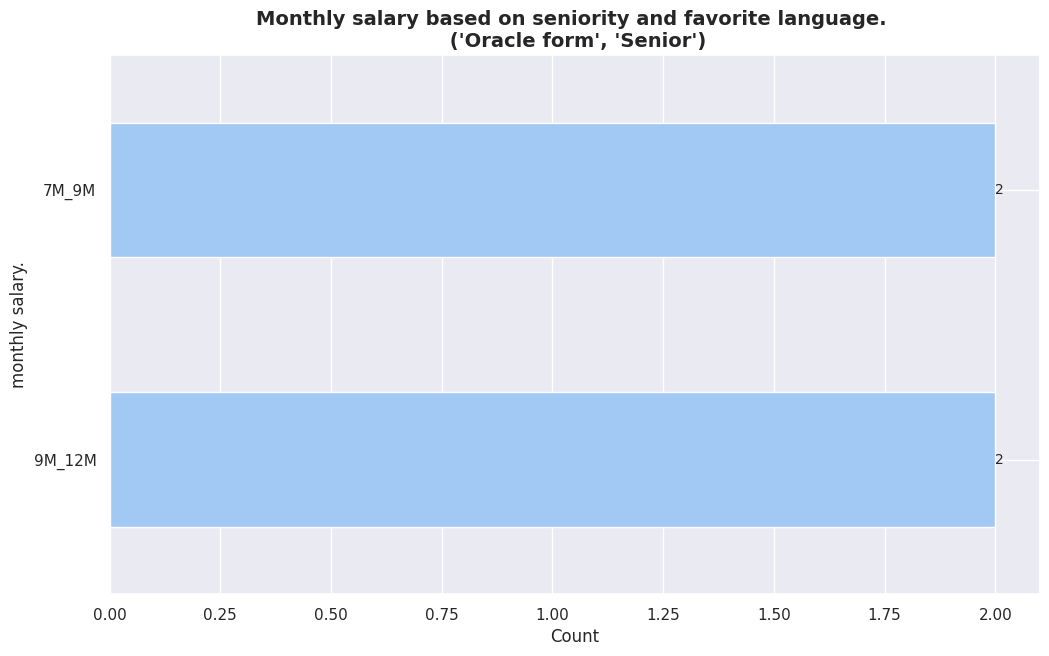 Monthly salary based on seniority and favorite language.
('Oracle form', 'Senior')
monthly salary.
7M_9M
2
9M_12M
2
0.00 0.25 0.50 0.75 1.00 1.25 1.50 1.75 2.00
Count